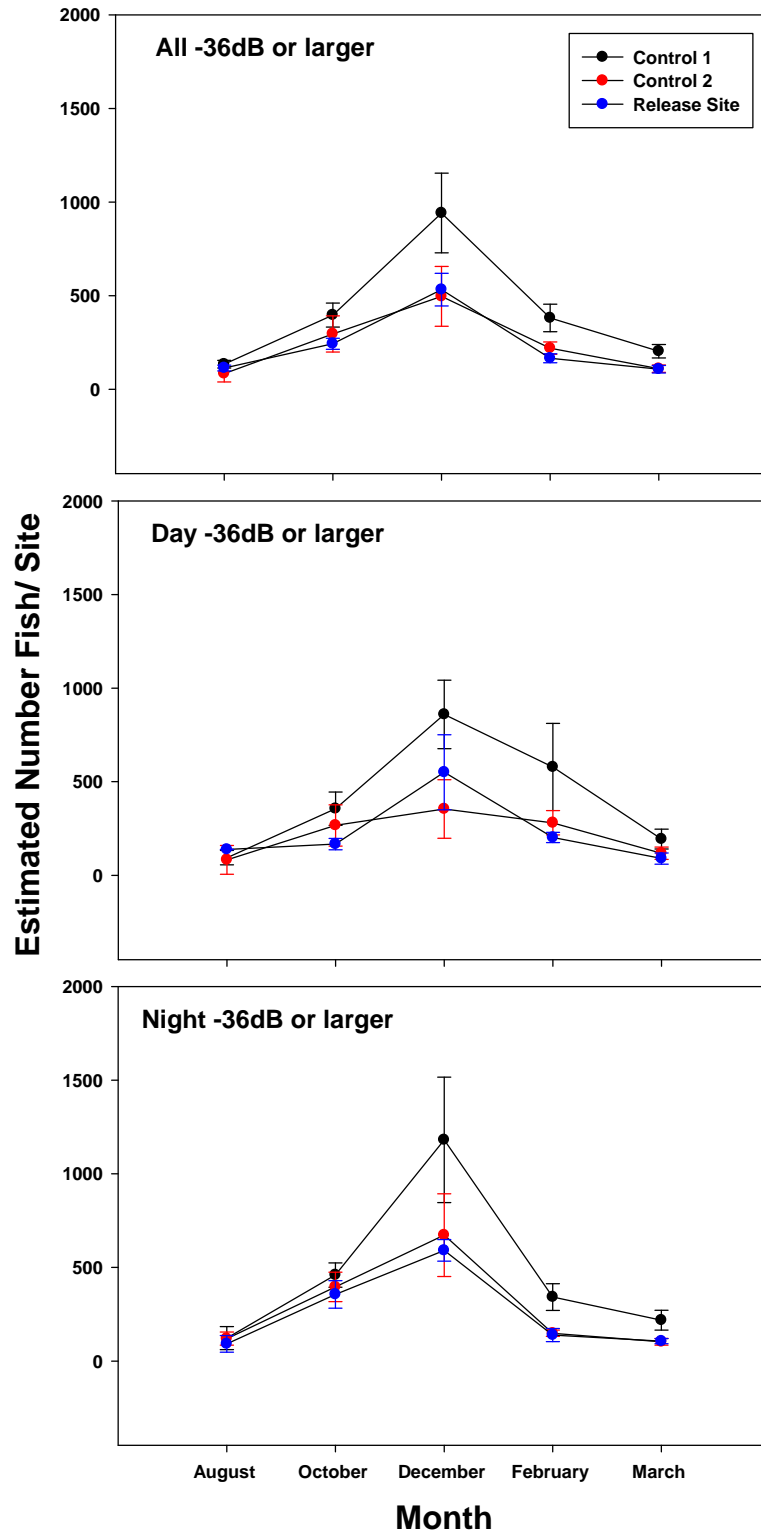 2000
All -36dB or larger
Control 1
Control 2
Release Site
1500
1000
500
0
2000
Day -36dB or larger
1500
1000
500
0
Estimated Number Fish/ Site
2000
Night -36dB or larger
1500
1000
500
0
August October December February March
Month